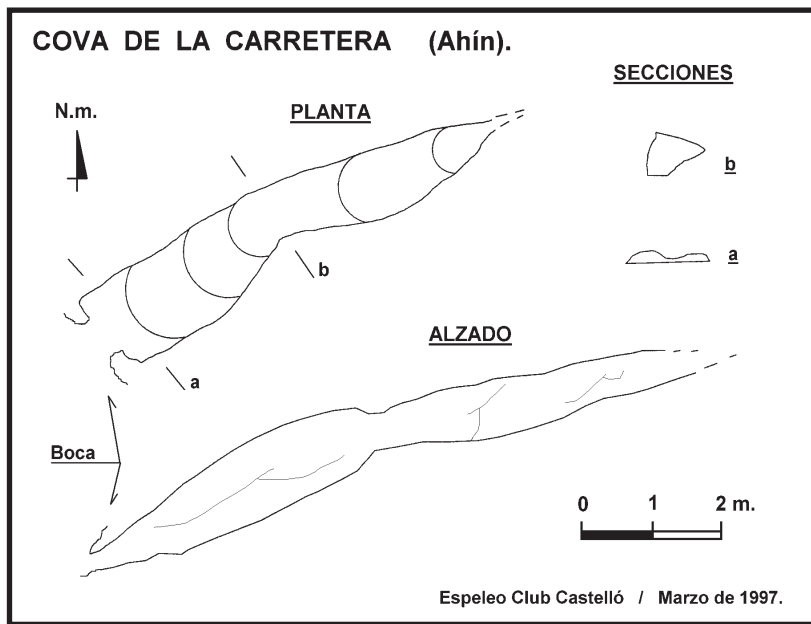 COVA DE LA CARRETERA (Ahín).
SECCIONES
N.m.
PLANTA
b
a
b
a
ALZADO
Boca
0 1 2 m.
Espeleo Club Castelló / Marzo de 1997.